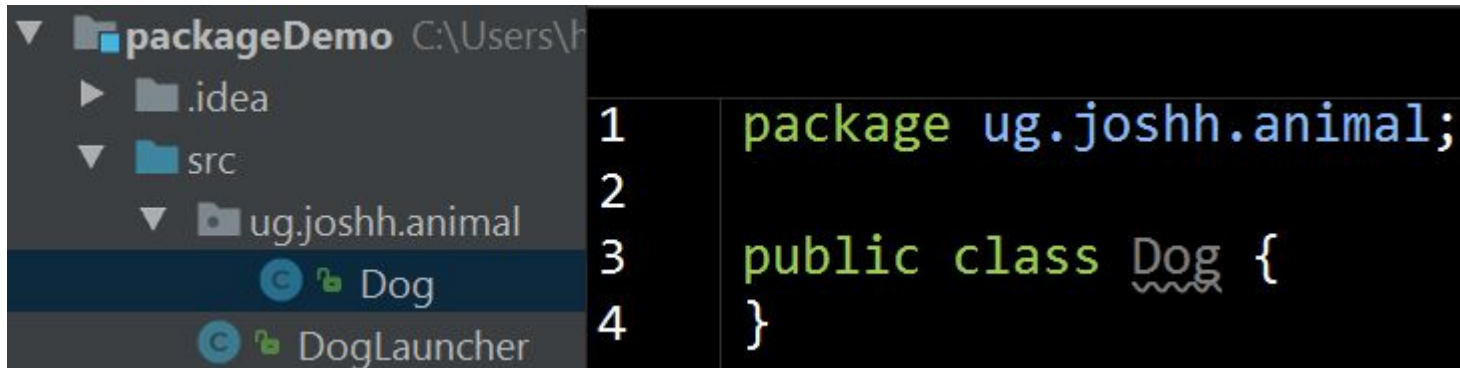 packageDemo C:\Users\h
.idea
src
ug.joshh.animal
Dog
DogLauncher
1 package ug.joshh.animal;
2
3 public class Dog {
4 }